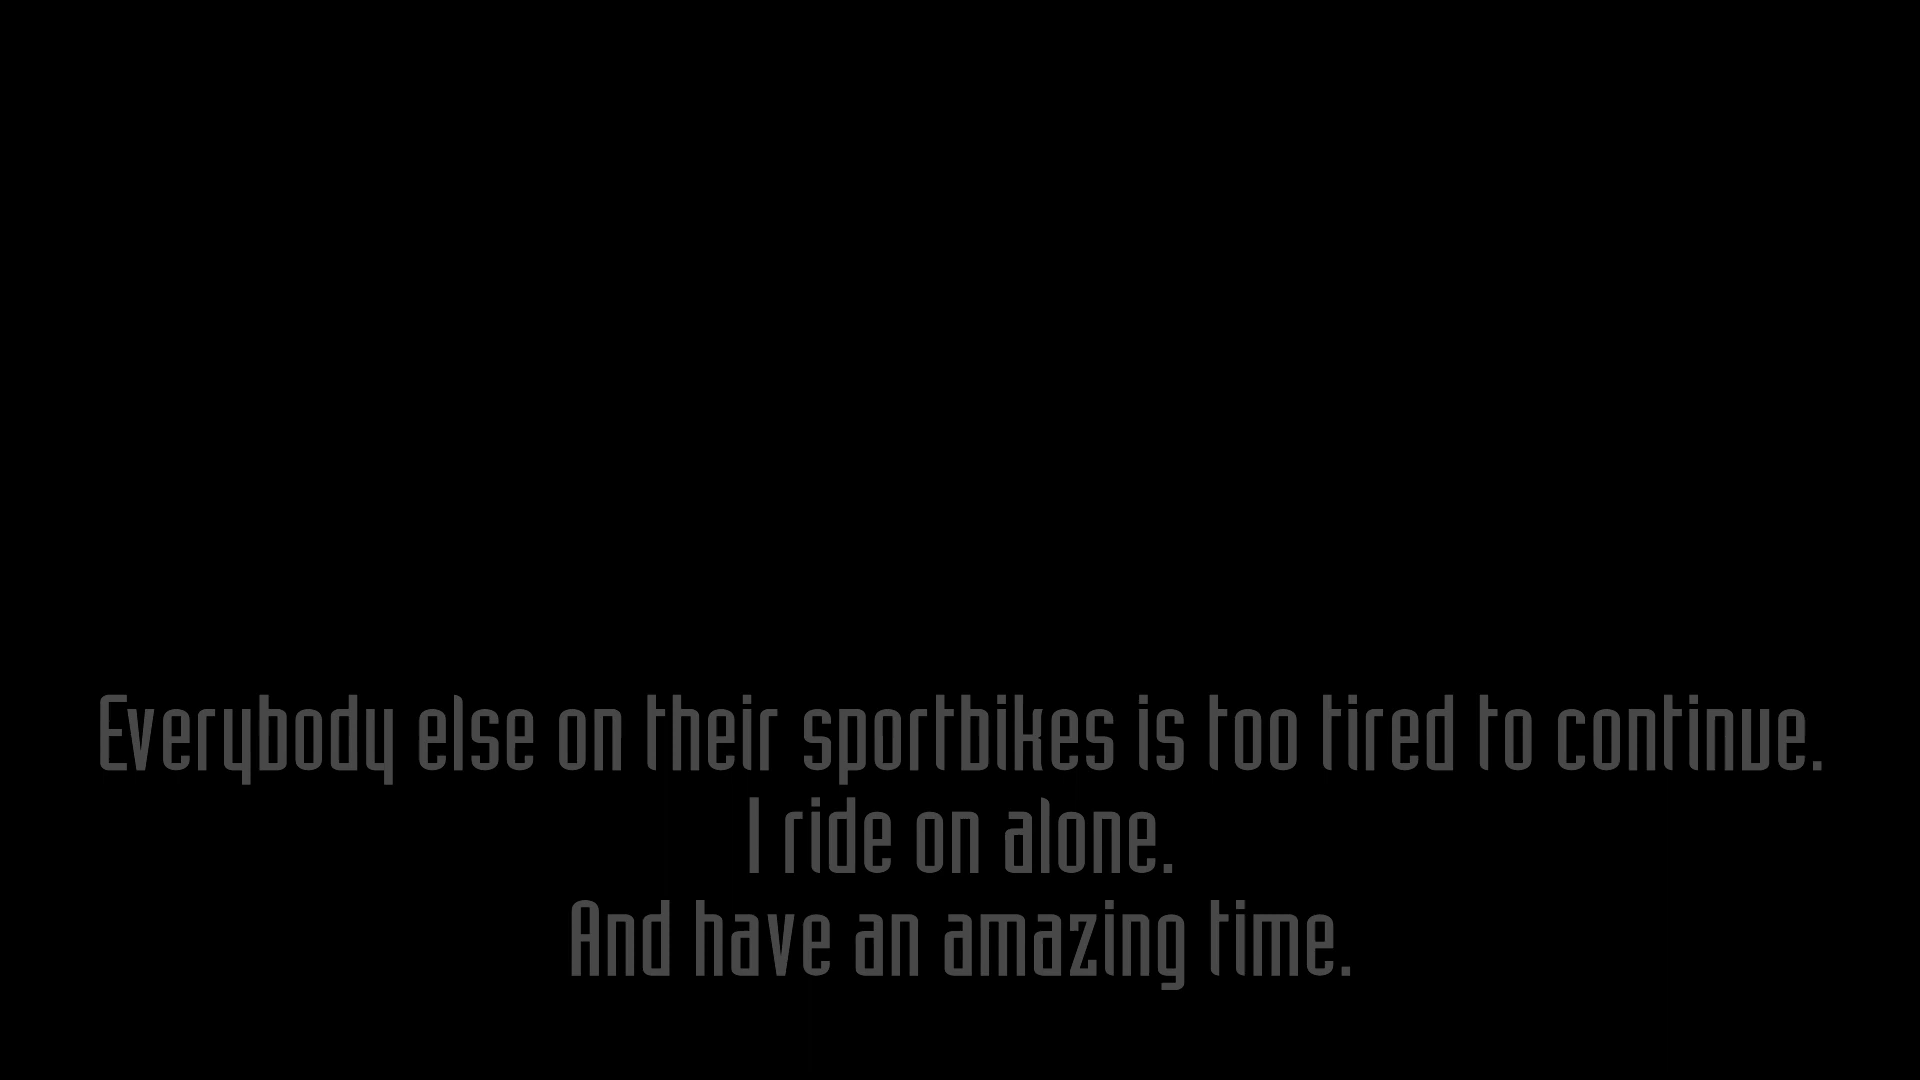 Everybody else on their sportbikes is too tired to continue.
I ride on alone.
And have an amazing time.